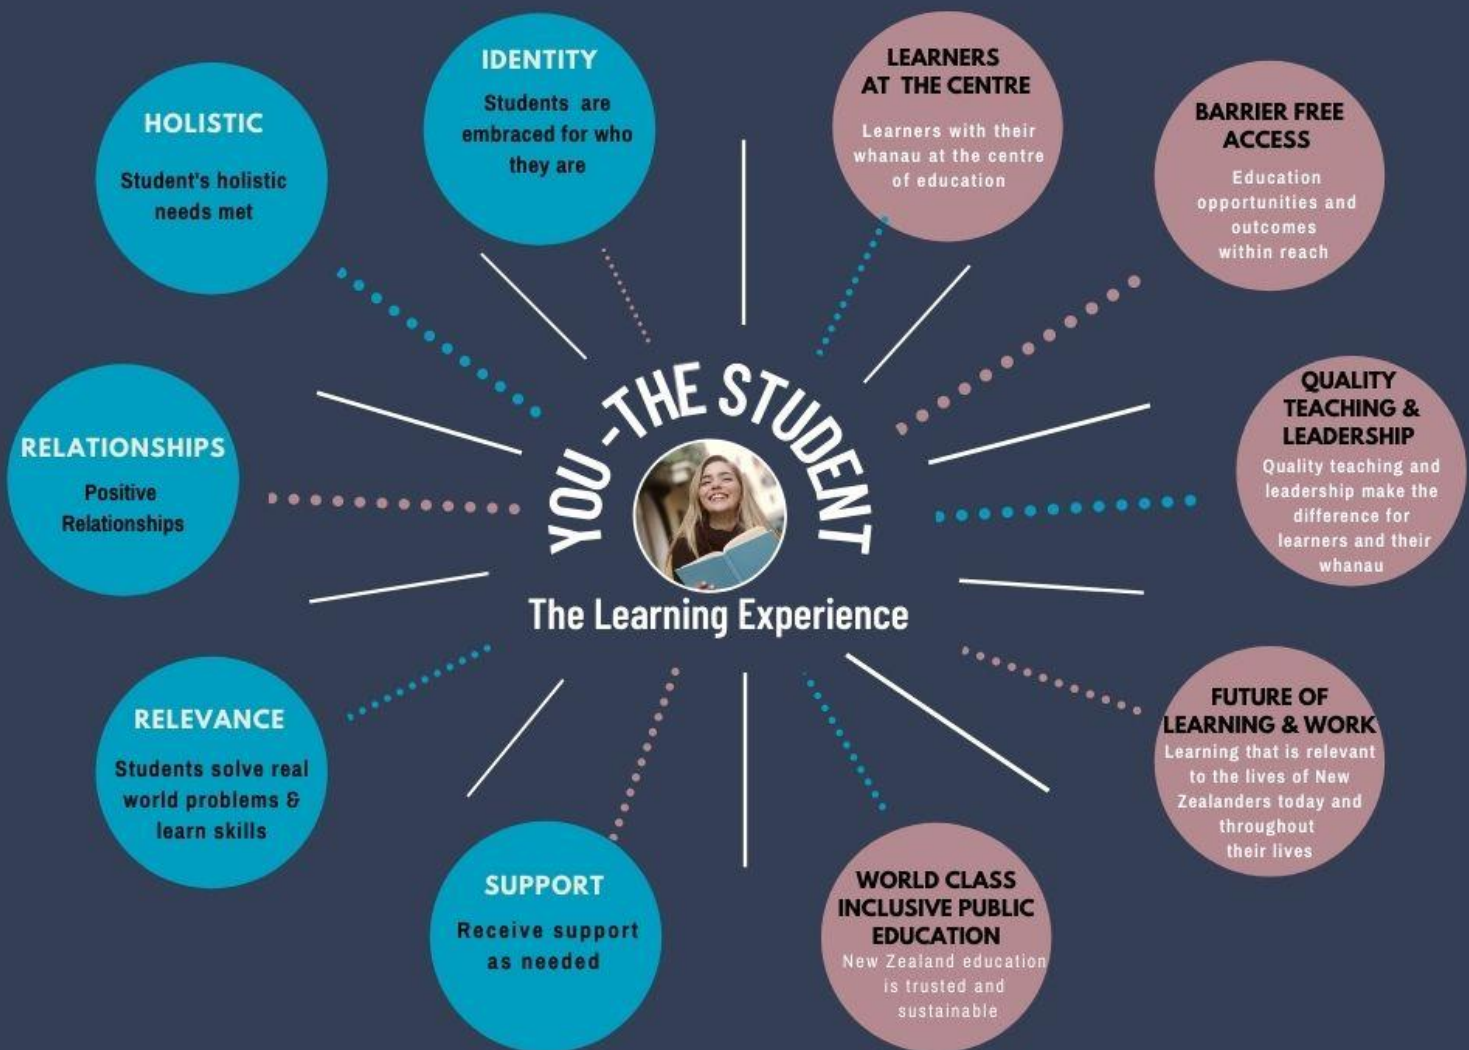 IDENTITY
Students are
embraced for who
they are
LEARNERS
AT THE CENTRE
Learners with their
whanau at the centre
of education
HOLISTIC
Student's holistic
needs met
BARRIER FREE
ACCESS
Education
opportunities and
outcomes
within reach
RELATIONSHIPS
Positive
Relationships
YOU - THE STUDENT
The Learning Experience
QUALITY
TEACHING &
LEADERSHIP
Quality teaching and
leadership make the
difference for
learners and their
whanau
RELEVANCE
Students solve real
world problems &
learn skills
FUTURE OF
LEARNING & WORK
Learning that is relevant
to the lives of New
Zealanders today and
throughout
their lives
SUPPORT
Receive support
as needed
WORLD CLASS
INCLUSIVE PUBLIC
EDUCATION
New Zealand education
is trusted and
sustainable